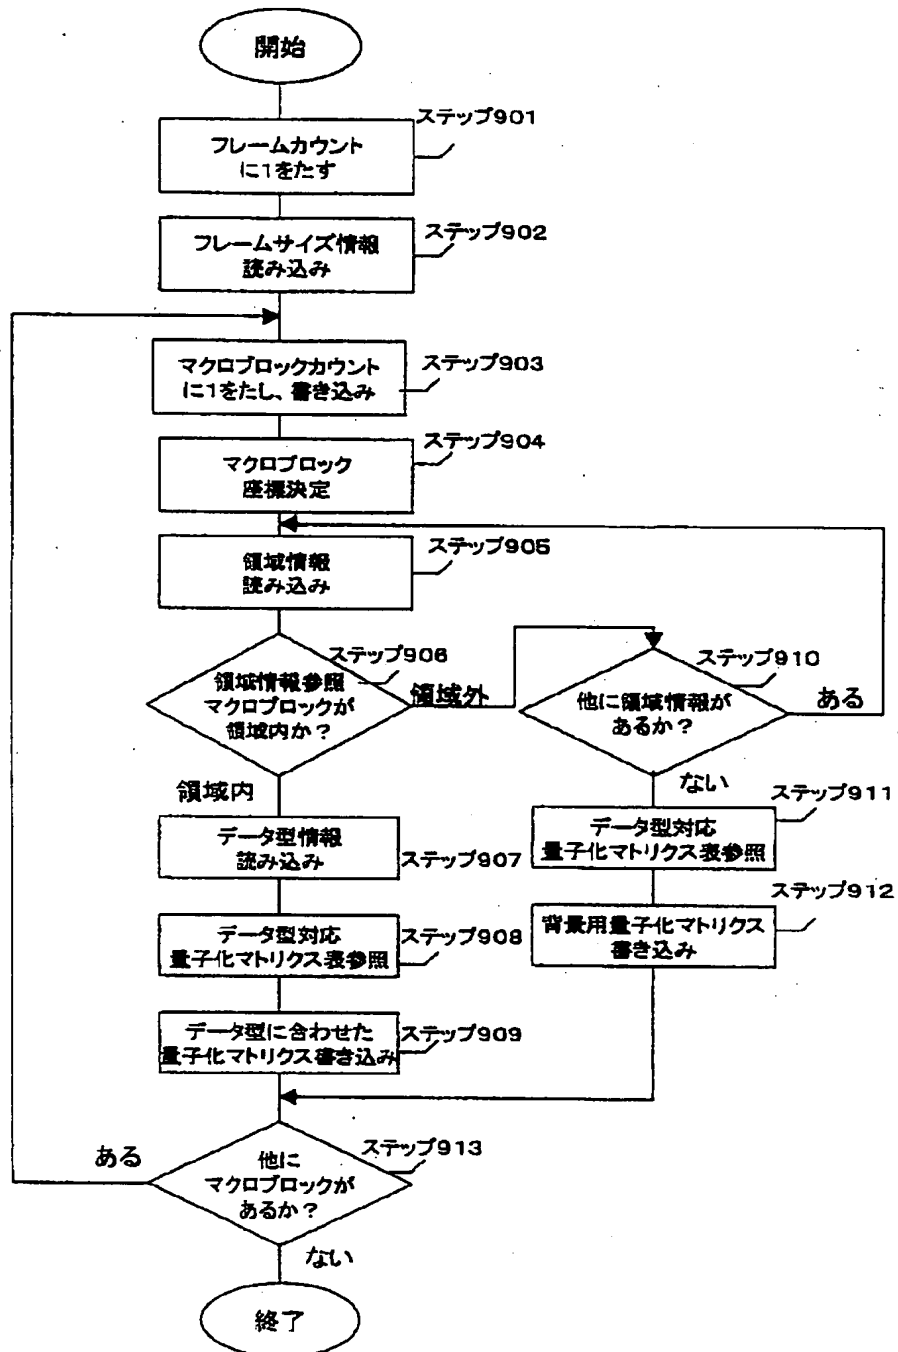 開始
ステップ901
フレームカウント
に1をたす
ステップ902
フレームサイズ情報
読み込み
ステップ903
マクロブロックカウント
に1をたし、書き込み
ステップ904
マクロブロック
座標決定
ステップ905
領域情報
読み込み
ステップ906
領域情報参照
マクロブロックが
領域内か?
領域外
ステップ910
他に領域情報が
あるか?
ある
領域内
ない
データ型情報
読み込み
ステップ907
ステップ911
データ型対応
量子化マトリクス表参照
データ型対応
量子化マトリクス表参照
ステップ908
ステップ912
背景用量子化マトリクス
書き込み
データ型に合わせた
量子化マトリクス書き込み
ステップ909
ある
ステップ913
他に
マクロブロックが
あるか?
ない
終了